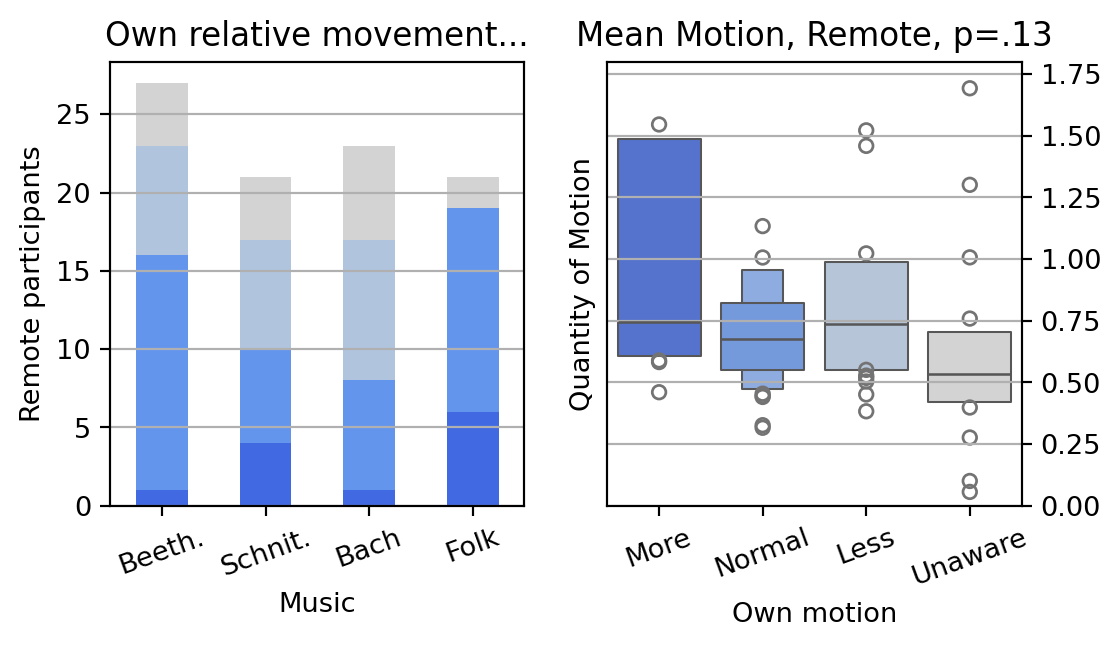 Own relative movement...
Remote participants
25
20
15
10
5
0
Beeth.
Schnit.
Bach
Folk
Music
Mean Motion, Remote, p=.13
Quantity of Motion
1.75
1.50
1.25
1.00
0.75
0.50
0.25
0.00
More
Normal
Less
Unaware
Own motion